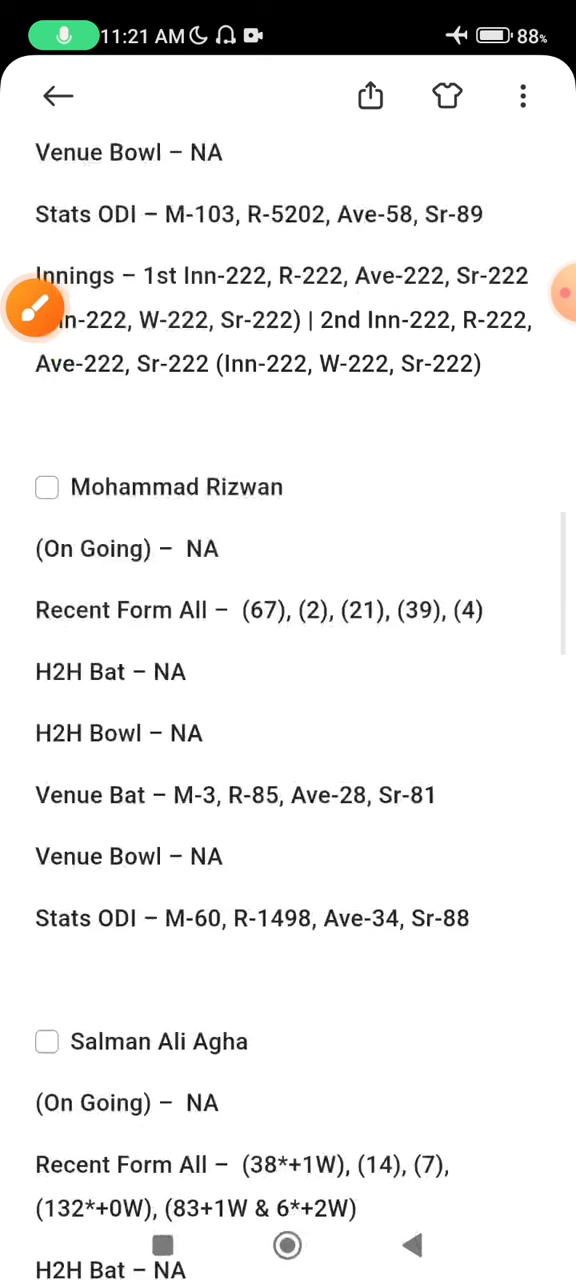 11:21 AM 88%
Venue Bowl – NA
Stats ODI – M-103, R-5202, Ave-58, Sr-89
Innings – 1st Inn-222, R-222, Ave-222, Sr-222
n-222, W-222, Sr-222) | 2nd Inn-222, R-222,
Ave-222, Sr-222 (Inn-222, W-222, Sr-222)
Mohammad Rizwan
(On Going) – NA
Recent Form All – (67), (2), (21), (39), (4)
H2H Bat – NA
H2H Bowl – NA
Venue Bat – M-3, R-85, Ave-28, Sr-81
Venue Bowl – NA
Stats ODI – M-60, R-1498, Ave-34, Sr-88
Salman Ali Agha
(On Going) – NA
Recent Form All – (38*+1W), (14), (7),
(132*+0W), (83+1W & 6*+2W)
H2H Bat – NA